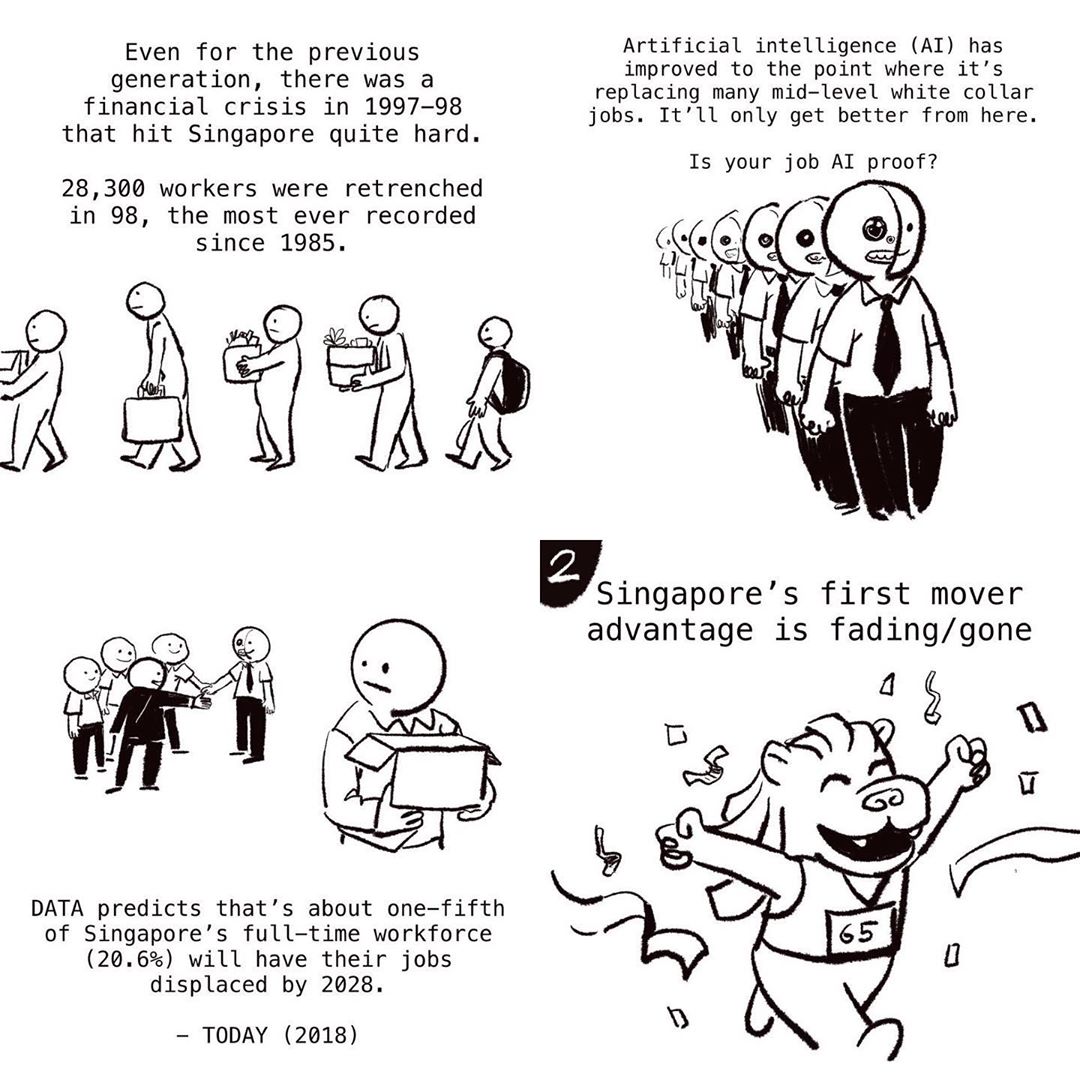 Even for the previous
generation, there was a
financial crisis in 1997–98
that hit Singapore quite hard.
28,300 workers were retrenched
in 98, the most ever recorded
since 1985.
Artificial intelligence (AI) has
improved to the point where it’s
replacing many mid–level white collar
jobs. It’ll only get better from here.
Is your job AI proof?
DATA predicts that’s about one–fifth
of Singapore’s full–time workforce
(20.6%) will have their jobs
displaced by 2028.
– TODAY (2018)
2
Singapore’s first mover
advantage is fading/gone
65